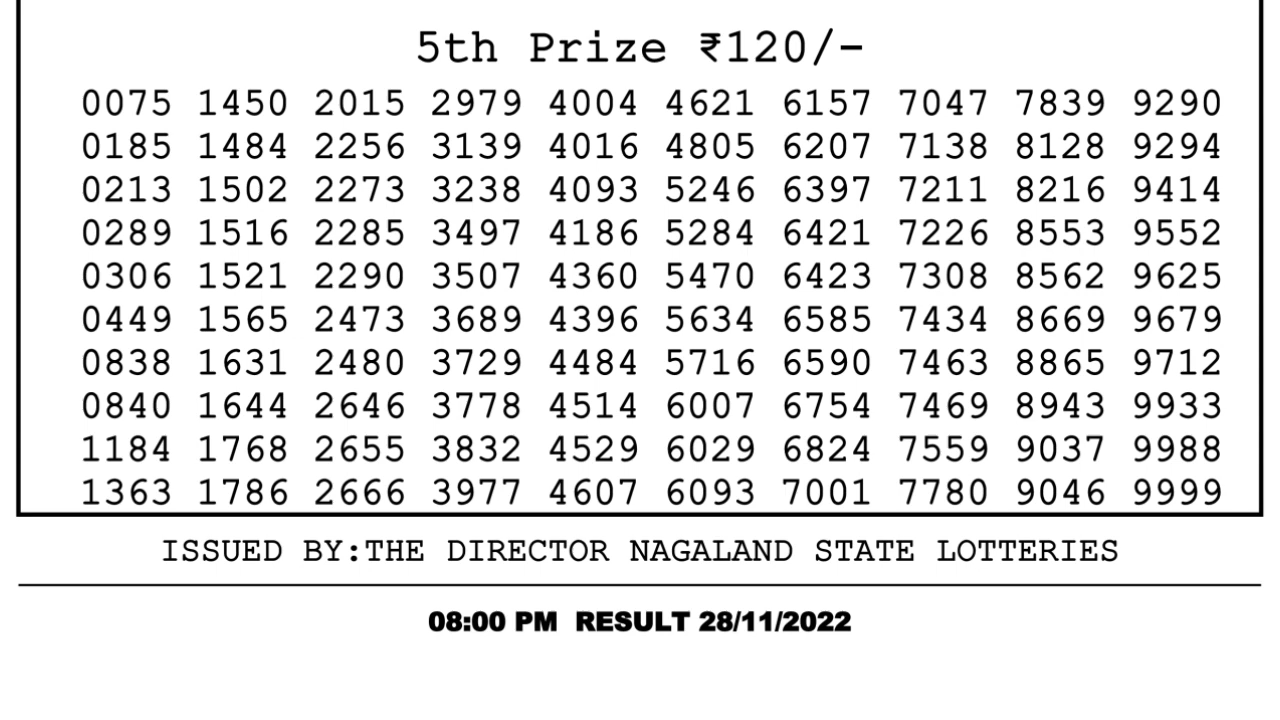 5th Prize ₹120/-
0075 1450 2015 2979 4004 4621 6157 7047 7839 9290
0185 1484 2256 3139 4016 4805 6207 7138 8128 9294
0213 1502 2273 3238 4093 5246 6397 7211 8216 9414
0289 1516 2285 3497 4186 5284 6421 7226 8553 9552
0306 1521 2290 3507 4360 5470 6423 7308 8562 9625
0449 1565 2473 3689 4396 5634 6585 7434 8669 9679
0838 1631 2480 3729 4484 5716 6590 7463 8865 9712
0840 1644 2646 3778 4514 6007 6754 7469 8943 9933
1184 1768 2655 3832 4529 6029 6824 7559 9037 9988
1363 1786 2666 3977 4607 6093 7001 7780 9046 9999
ISSUED BY:THE DIRECTOR NAGALAND STATE LOTTERIES
08:00 PM RESULT 28/11/2022